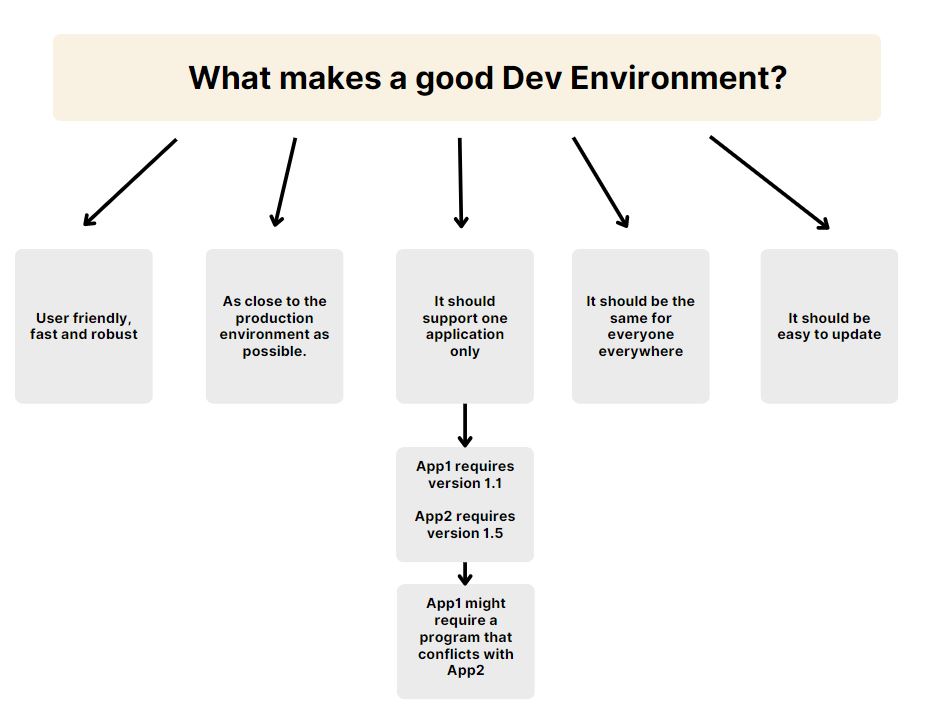 What makes a good Dev Environment?
User friendly,
fast and robust
As close to the
production
environment as
possible.
It should
support one
application
only
It should be the
same for
everyone
everywhere
It should be
easy to update
App1 requires
version 1.1
App2 requires
version 1.5
App1 might
require a
program that
conflicts with
App2